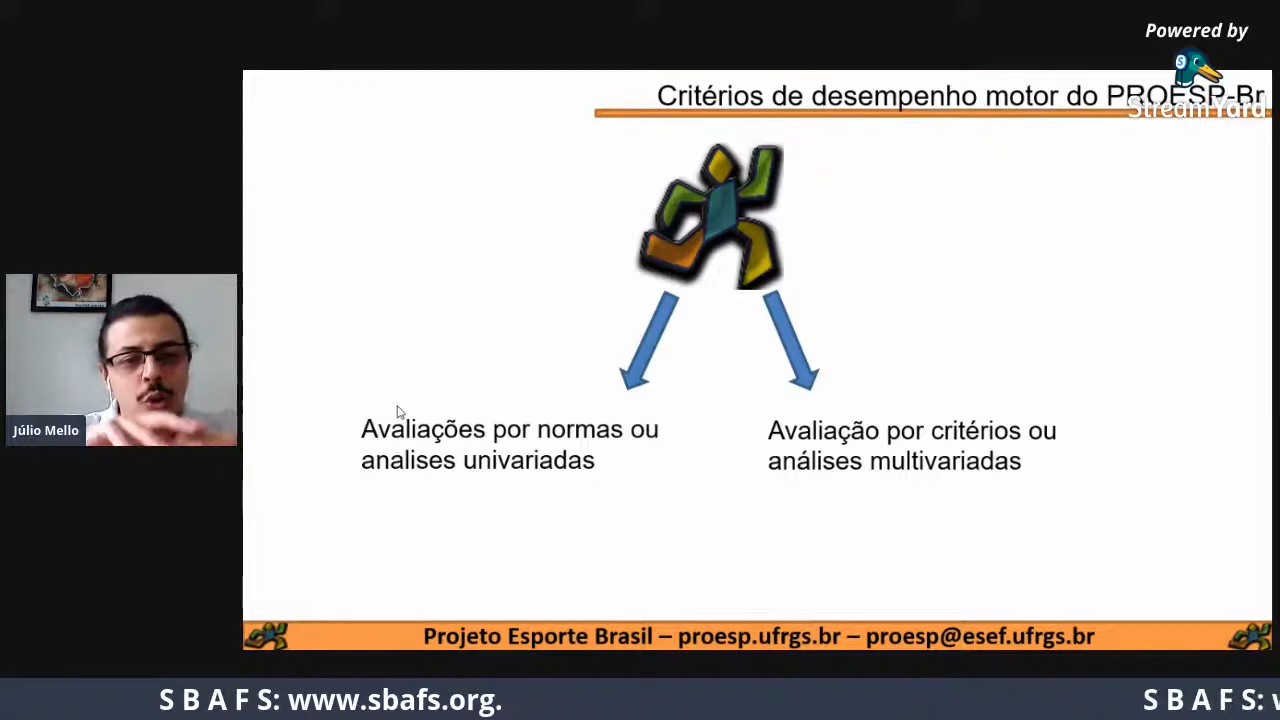 Powered by
StreamYard
Critérios de desempenho motor do PROESP-Br
Júlio Mello
Avaliações por normas ou
analises univariadas
Avaliação por critérios ou
análises multivariadas
Projeto Esporte Brasil – proesp.ufrgs.br – proesp@esef.ufrgs.br
S B A F S: www.sbafs.org.
S B A F S: w